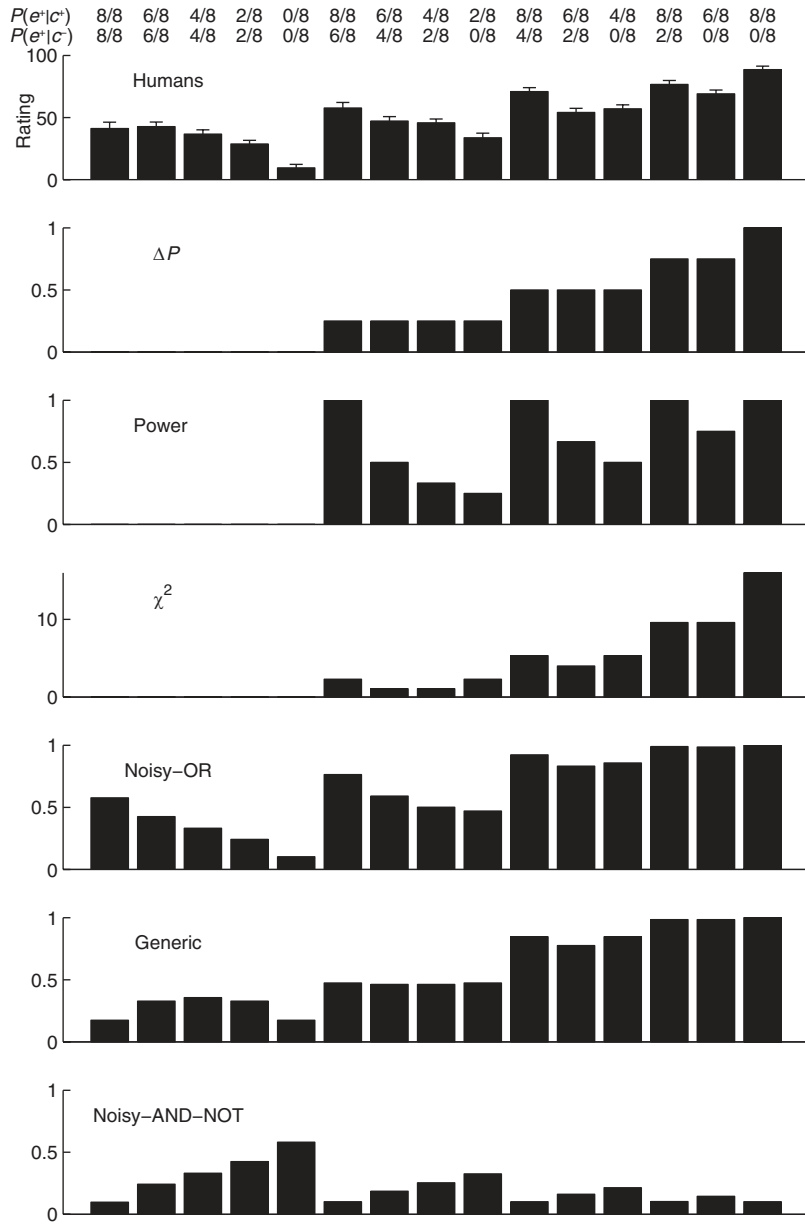 P(e+|c+) 8/8 6/8 4/8 2/8 0/8 8/8 6/8 4/8 2/8 8/8 6/8 4/8 8/8 6/8 8/8
P(e+|c-) 8/8 6/8 4/8 2/8 0/8 6/8 4/8 2/8 0/8 4/8 2/8 0/8 2/8 0/8 0/8
100
Humans
50
Rating
0
1
ΔP
0.5
0
1
Power
0.5
0
χ²
10
0
1
Noisy–OR
0.5
0
1
Generic
0.5
0
1
Noisy–AND–NOT
0.5
0